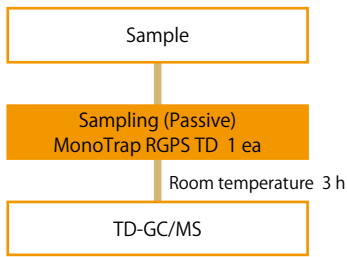 Sample
Sampling (Passive)
MonoTrap RGPS TD 1 ea
Room temperature 3 h
TD-GC/MS